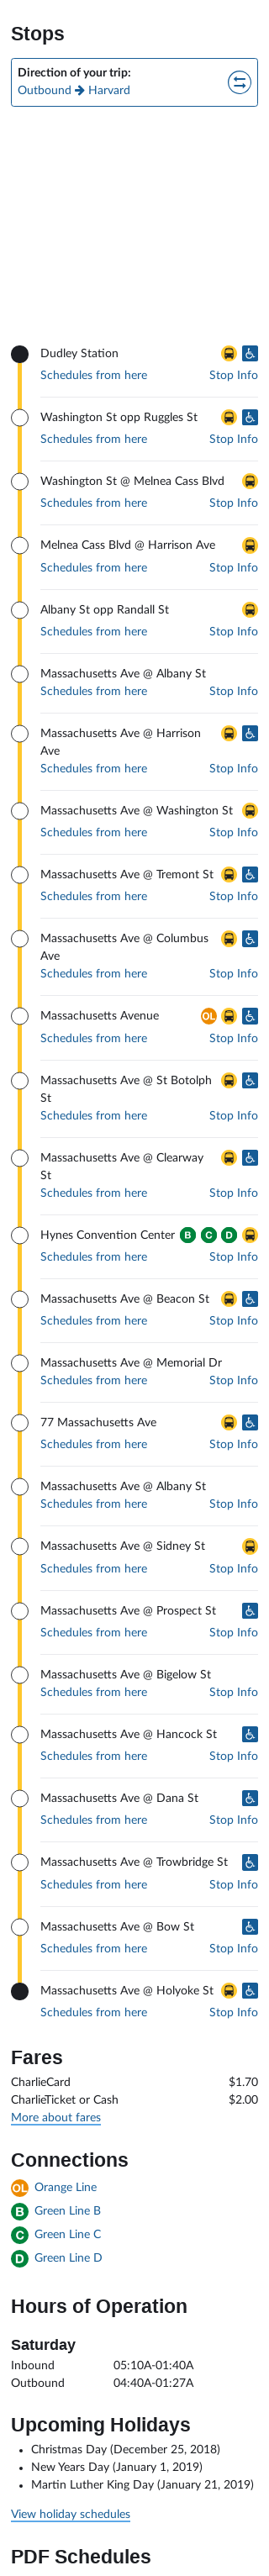 Stops
Direction of your trip:
Outbound → Harvard
Dudley Station
Schedules from here Stop Info
Washington St opp Ruggles St
Schedules from here Stop Info
Washington St @ Melnea Cass Blvd
Schedules from here Stop Info
Melnea Cass Blvd @ Harrison Ave
Schedules from here Stop Info
Albany St opp Randall St
Schedules from here Stop Info
Massachusetts Ave @ Albany St
Schedules from here Stop Info
Massachusetts Ave @ Harrison
Ave
Schedules from here Stop Info
Massachusetts Ave @ Washington St
Schedules from here Stop Info
Massachusetts Ave @ Tremont St
Schedules from here Stop Info
Massachusetts Ave @ Columbus
Ave
Schedules from here Stop Info
Massachusetts Avenue OL
Schedules from here Stop Info
Massachusetts Ave @ St Botolph
St
Schedules from here Stop Info
Massachusetts Ave @ Clearway
St
Schedules from here Stop Info
Hynes Convention Center B C D
Schedules from here Stop Info
Massachusetts Ave @ Beacon St
Schedules from here Stop Info
Massachusetts Ave @ Memorial Dr
Schedules from here Stop Info
77 Massachusetts Ave
Schedules from here Stop Info
Massachusetts Ave @ Albany St
Schedules from here Stop Info
Massachusetts Ave @ Sidney St
Schedules from here Stop Info
Massachusetts Ave @ Prospect St
Schedules from here Stop Info
Massachusetts Ave @ Bigelow St
Schedules from here Stop Info
Massachusetts Ave @ Hancock St
Schedules from here Stop Info
Massachusetts Ave @ Dana St
Schedules from here Stop Info
Massachusetts Ave @ Trowbridge St
Schedules from here Stop Info
Massachusetts Ave @ Bow St
Schedules from here Stop Info
Massachusetts Ave @ Holyoke St
Schedules from here Stop Info
Fares
CharlieCard $1.70
CharlieTicket or Cash $2.00
More about fares
Connections
OL Orange Line
B Green Line B
C Green Line C
D Green Line D
Hours of Operation
Saturday
Inbound 05:10A-01:40A
Outbound 04:40A-01:27A
Upcoming Holidays
• Christmas Day (December 25, 2018)
• New Years Day (January 1, 2019)
• Martin Luther King Day (January 21, 2019)
View holiday schedules
PDF Schedules